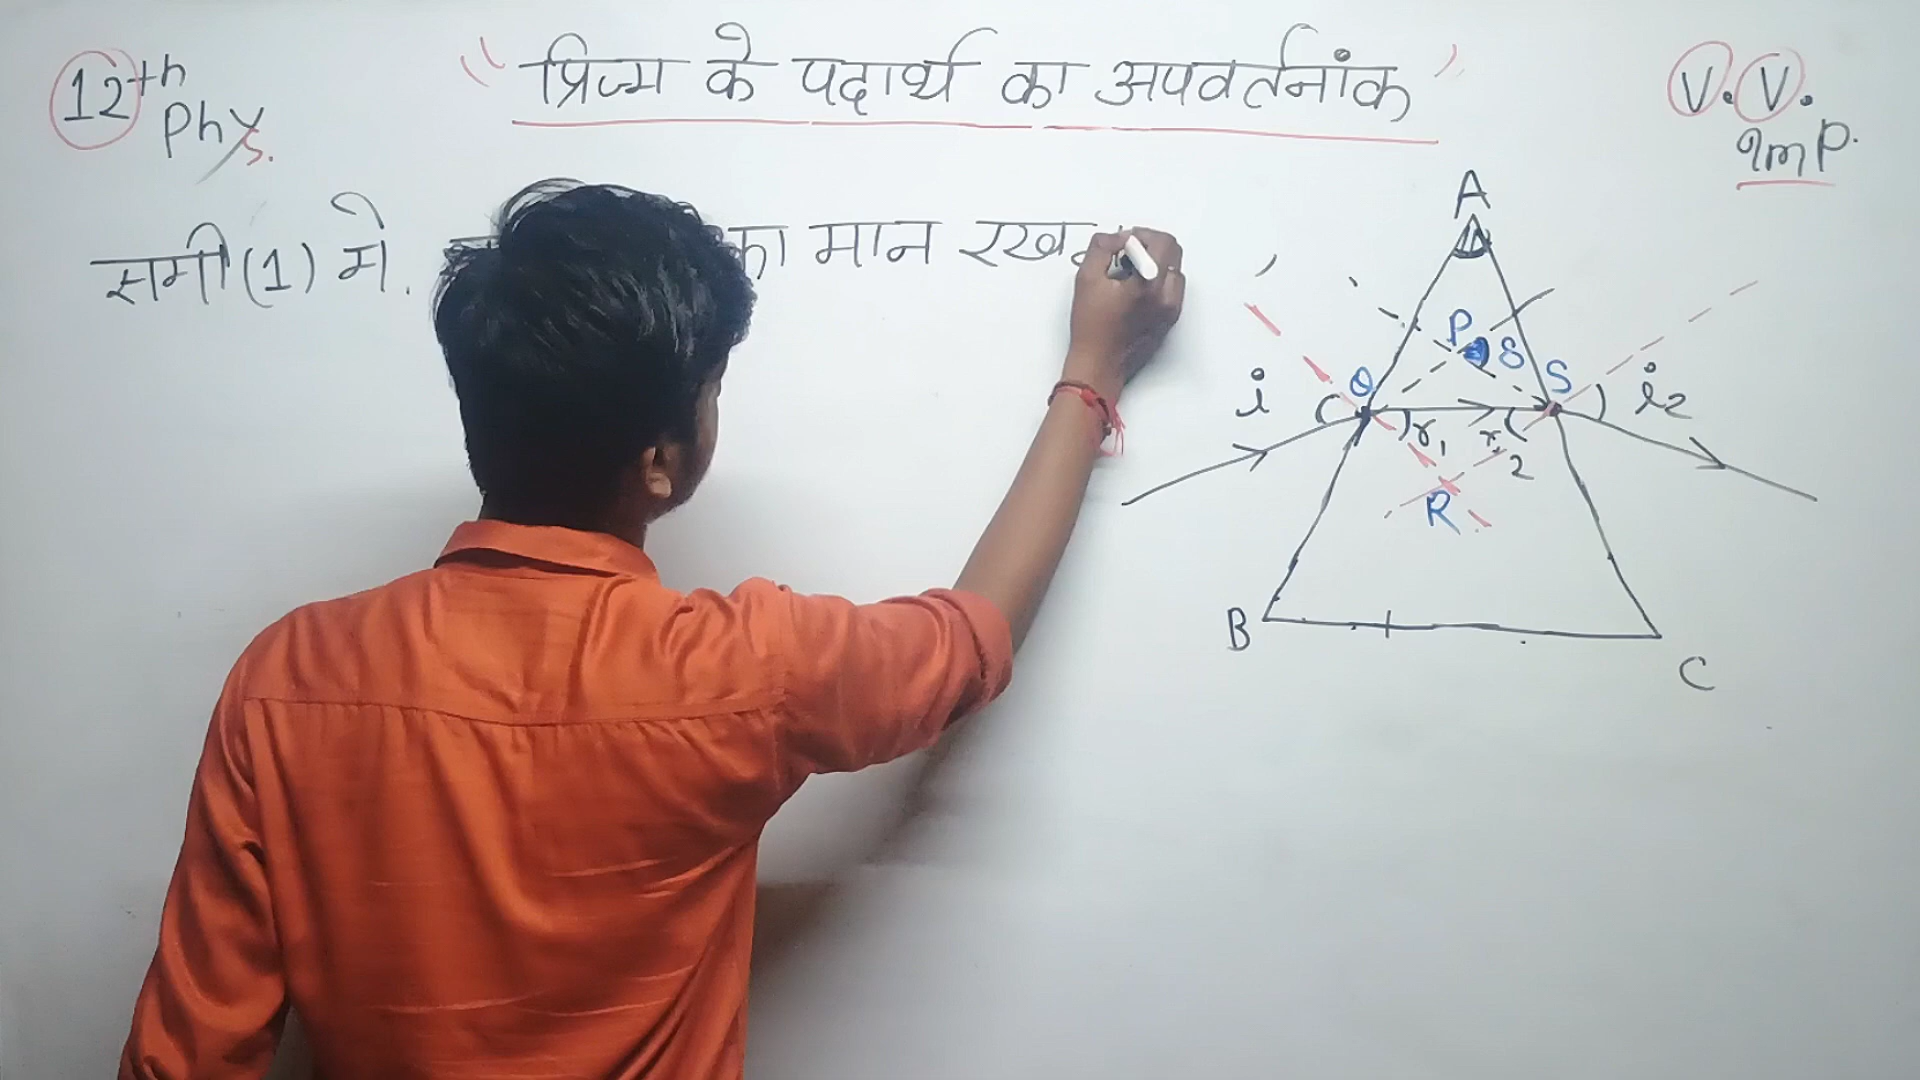 12th
Phys.
" प्रिज्म के पदार्थ का अपवर्तनांक "
V. V.
Imp.
समी (1) मे. का मान रखन
A
P δ
Q S
i i2
r1 r2
R
B
C